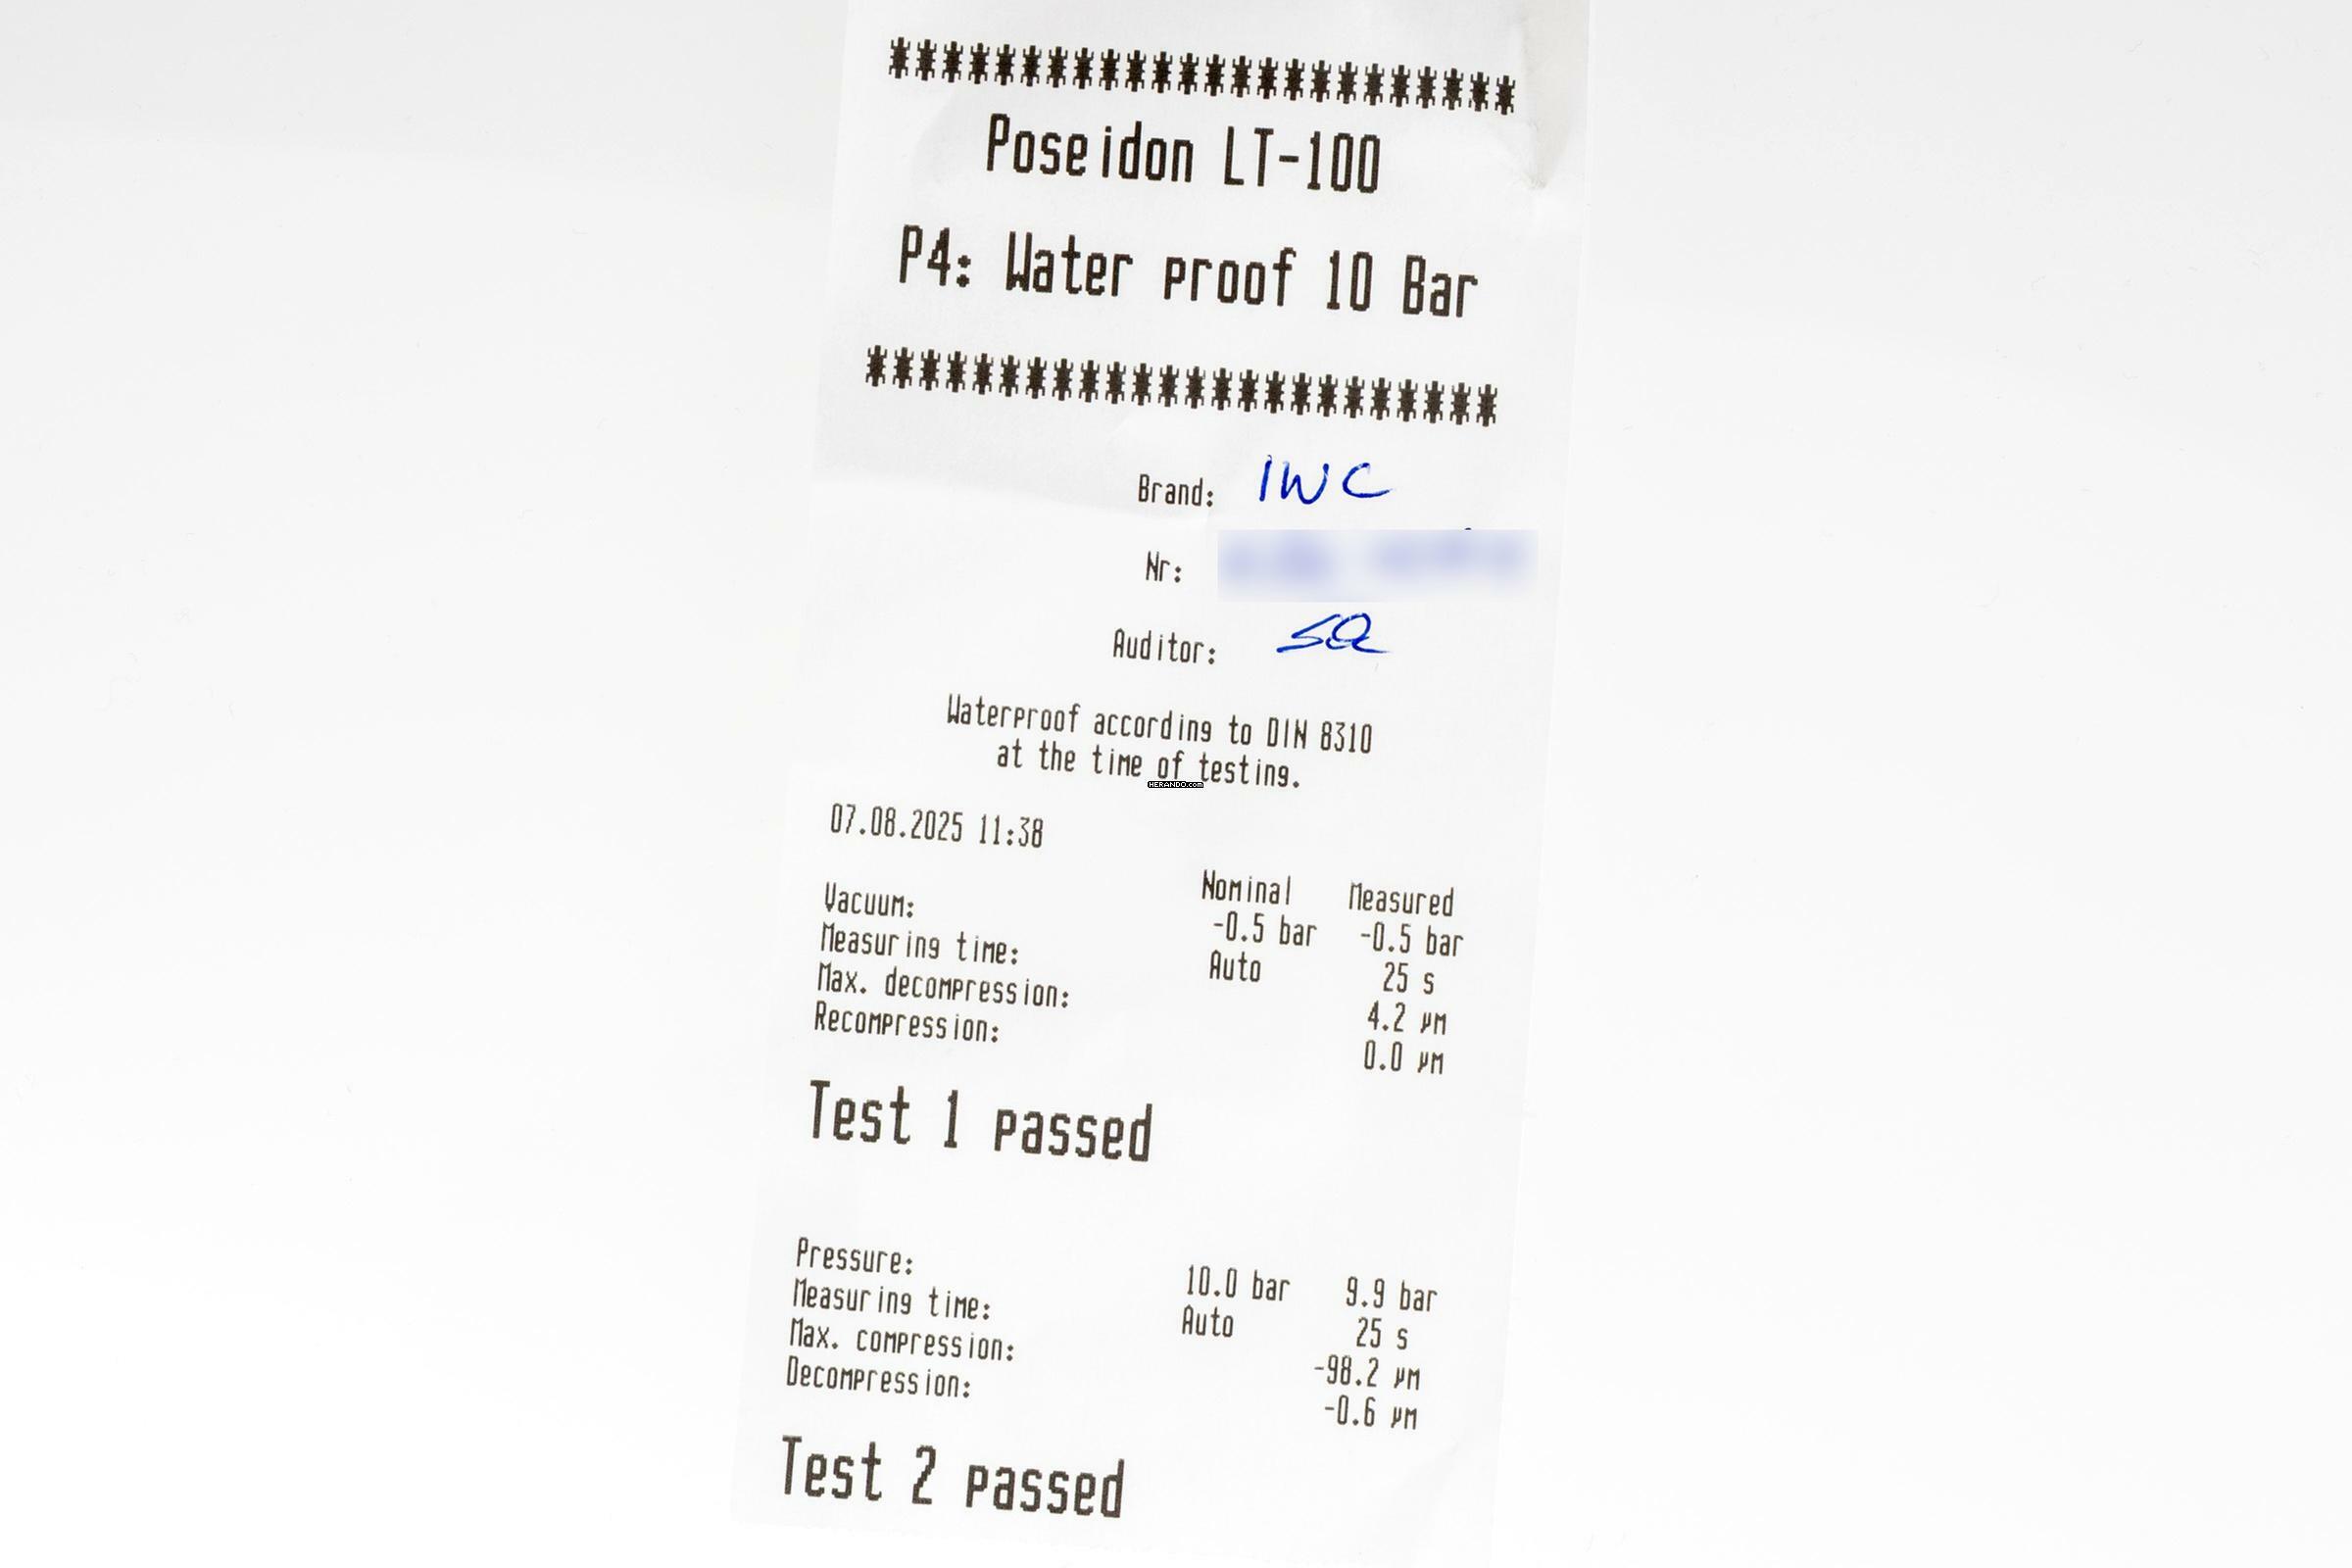 ************************
Poseidon LT-100
P4: Water proof 10 Bar
************************
Brand: IWC
Nr:
Auditor:
Waterproof according to DIN 8310
at the time of testing.
HERANDO.com
07.08.2025 11:38
Nominal Measured
Vacuum: -0.5 bar -0.5 bar
Measuring time: Auto 25 s
Max. decompression: 4.2 µm
Recompression: 0.0 µm
Test 1 passed
Pressure: 10.0 bar 9.9 bar
Measuring time: Auto 25 s
Max. compression: -98.2 µm
Decompression: -0.6 µm
Test 2 passed